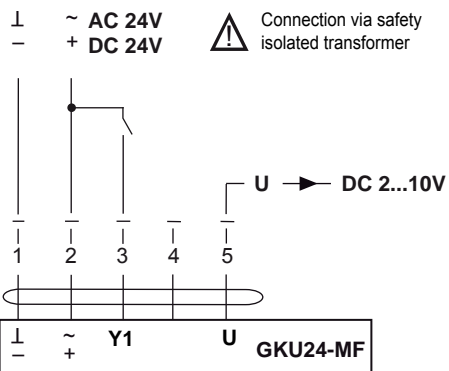 ⊥ ~ AC 24V
– + DC 24V
Connection via safety
isolated transformer
U DC 2...10V
1 2 3 4 5
⊥ ~ Y1 U
– +
GKU24-MF